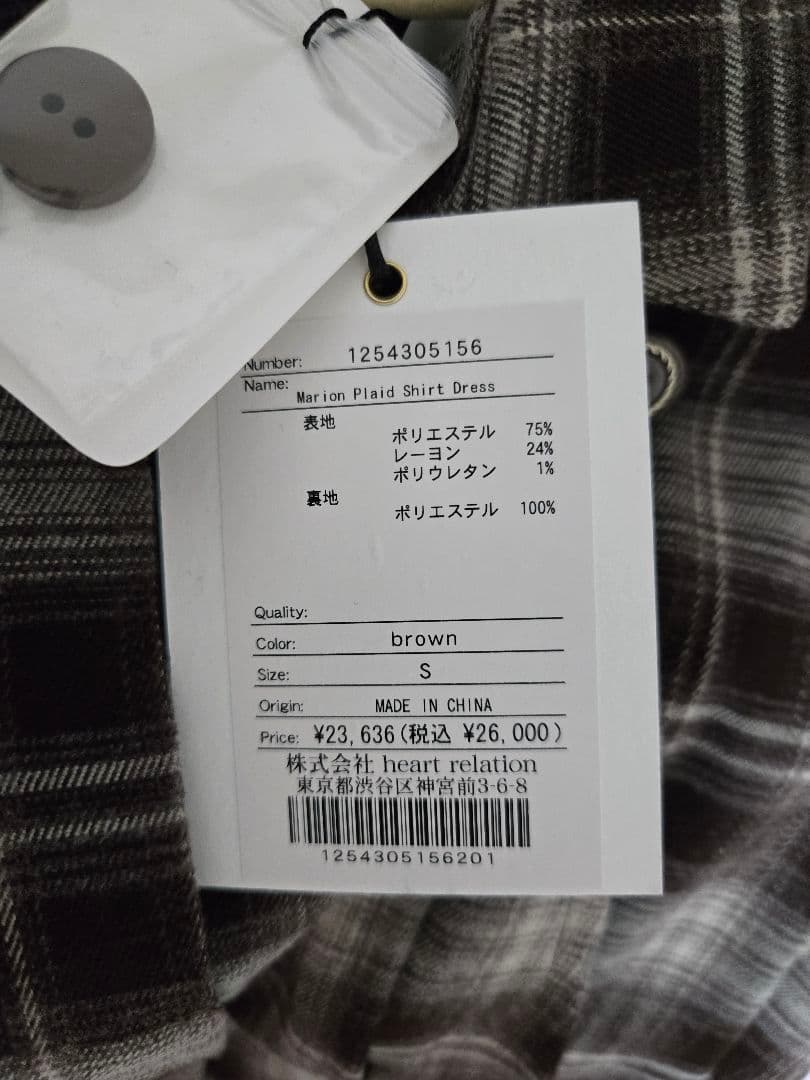 Number: 1254305156
Name: Marion Plaid Shirt Dress
表地
ポリエステル 75%
レーヨン 24%
ポリウレタン 1%
裏地
ポリエステル 100%
Quality:
Color: brown
Size: S
Origin: MADE IN CHINA
Price: ¥23,636(税込 ¥26,000)
株式会社 heart relation
東京都渋谷区神宮前3-6-8
1254305156201